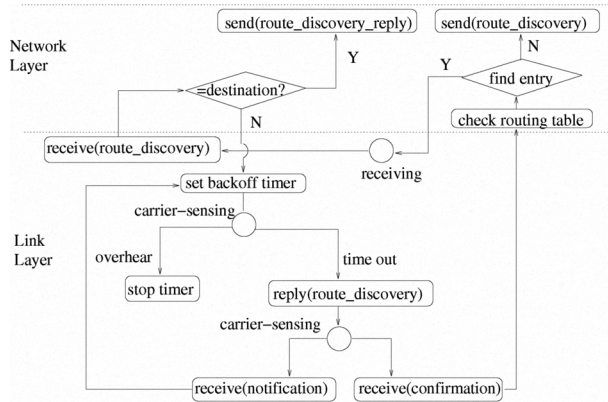 send(route_discovery_reply)
send(route_discovery)
Network
Layer
Y
N
Y
=destination?
find entry
N
check routing table
receive(route_discovery)
receiving
set backoff timer
carrier-sensing
Link
Layer
overhear
time out
stop timer
reply(route_discovery)
carrier-sensing
receive(notification)
receive(confirmation)